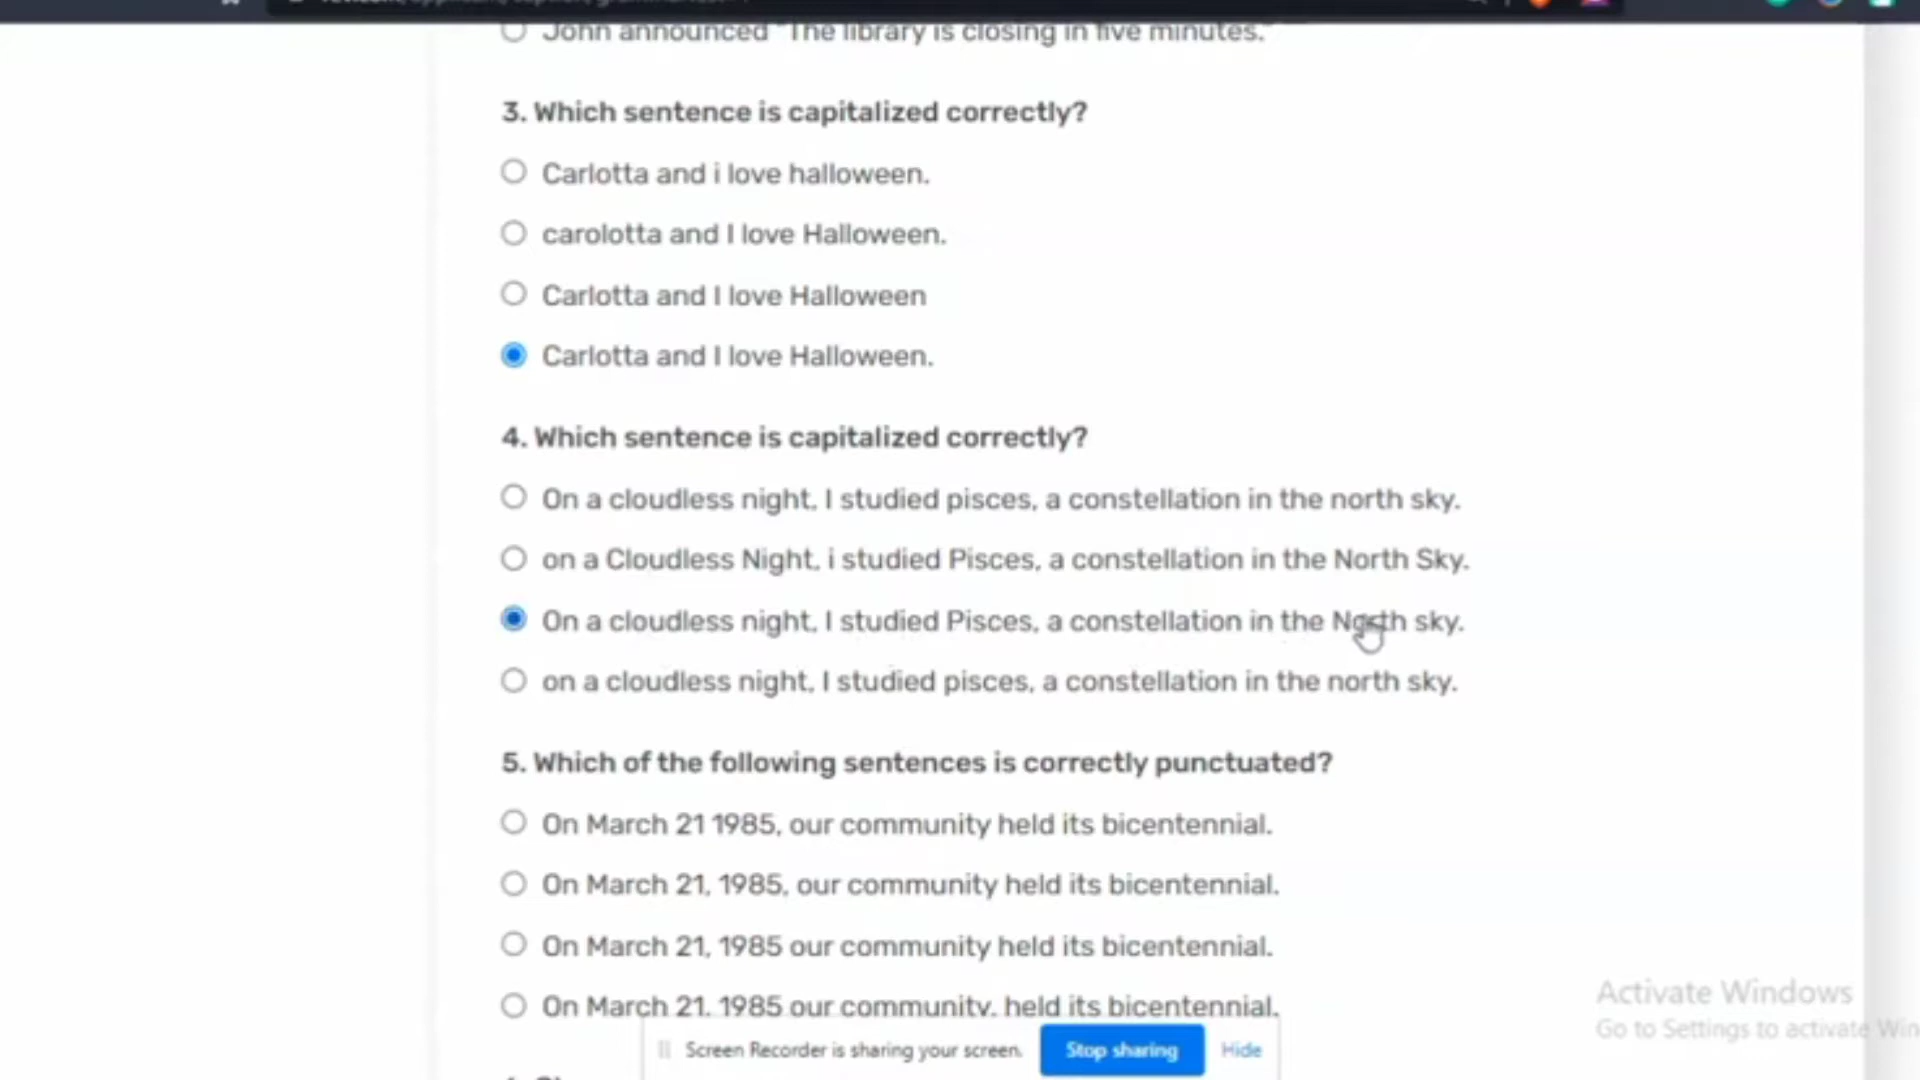 John announced "The library is closing in five minutes."
3. Which sentence is capitalized correctly?
Carlotta and i love halloween.
carolotta and I love Halloween.
Carlotta and I love Halloween
Carlotta and I love Halloween.
4. Which sentence is capitalized correctly?
On a cloudless night, I studied pisces, a constellation in the north sky.
on a Cloudless Night, i studied Pisces, a constellation in the North Sky.
On a cloudless night, I studied Pisces, a constellation in the North sky.
on a cloudless night, I studied pisces, a constellation in the north sky.
5. Which of the following sentences is correctly punctuated?
On March 21 1985, our community held its bicentennial.
On March 21, 1985, our community held its bicentennial.
On March 21, 1985 our community held its bicentennial.
On March 21, 1985 our community, held its bicentennial.
Activate Windows
Go to Settings to activate Win
Screen Recorder is sharing your screen.
Stop sharing
Hide